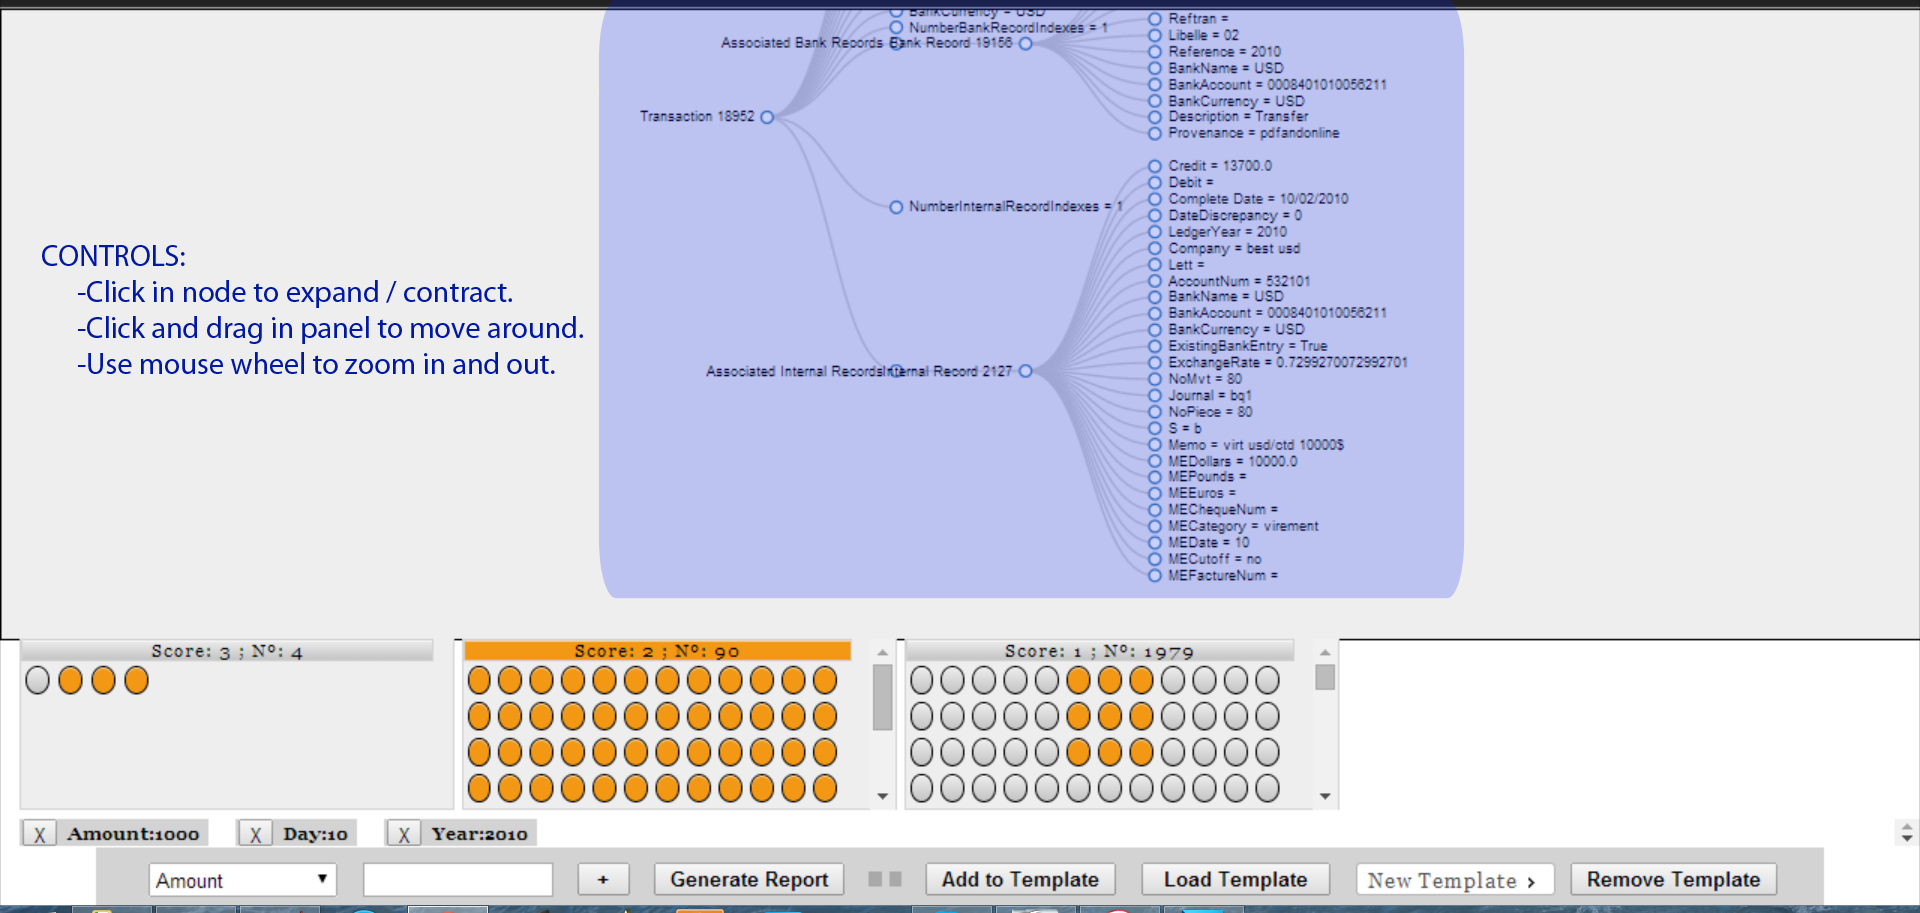 BankCurrency = USD
NumberBankRecordIndexes = 1
Associated Bank Records Bank Record 19156
Reftran =
Libelle = 02
Reference = 2010
BankName = USD
BankAccount = 0008401010056211
BankCurrency = USD
Description = Transfer
Provenance = pdfandonline
Transaction 18952
NumberInternalRecordIndexes = 1
Associated Internal Records Internal Record 2127
Credit = 13700.0
Debit =
Complete Date = 10/02/2010
DateDiscrepancy = 0
LedgerYear = 2010
Company = best usd
Lett =
AccountNum = 532101
BankName = USD
BankAccount = 0008401010056211
BankCurrency = USD
ExistingBankEntry = True
ExchangeRate = 0.7299270072992701
NoMvt = 80
Journal = bq1
NoPiece = 80
S = b
Memo = virt usd/ctd 10000$
MEDollars = 10000.0
MEPounds =
MEEuros =
MEChequeNum =
MECategory = virement
MEDate = 10
MECutoff = no
MEFactureNum =
CONTROLS:
-Click in node to expand / contract.
-Click and drag in panel to move around.
-Use mouse wheel to zoom in and out.
Score: 3 ; Nº: 4
Score: 2 ; Nº: 90
Score: 1 ; Nº: 1979
X Amount:1000
X Day:10
X Year:2010
Amount
+
Generate Report
Add to Template
Load Template
New Template ›
Remove Template